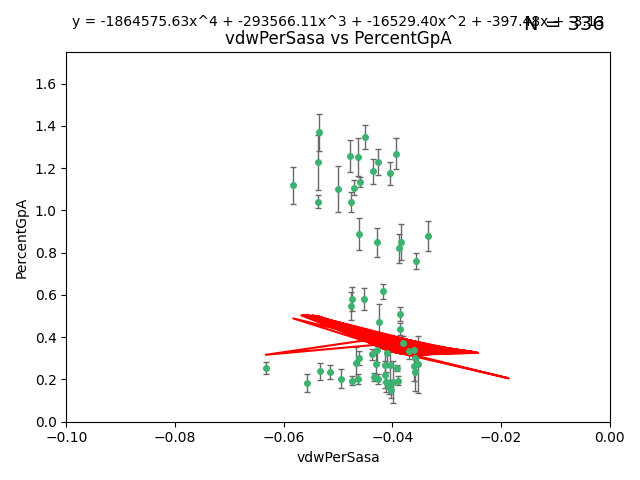 y = -1864575.63x^4 + -293566.11x^3 + -16529.40x^2 + -397.48x + -3.13
N = 336
vdwPerSasa vs PercentGpA
1.6
1.4
1.2
1.0
0.8
0.6
0.4
0.2
0.0
PercentGpA
−0.10 −0.08 −0.06 −0.04 −0.02 0.00
vdwPerSasa